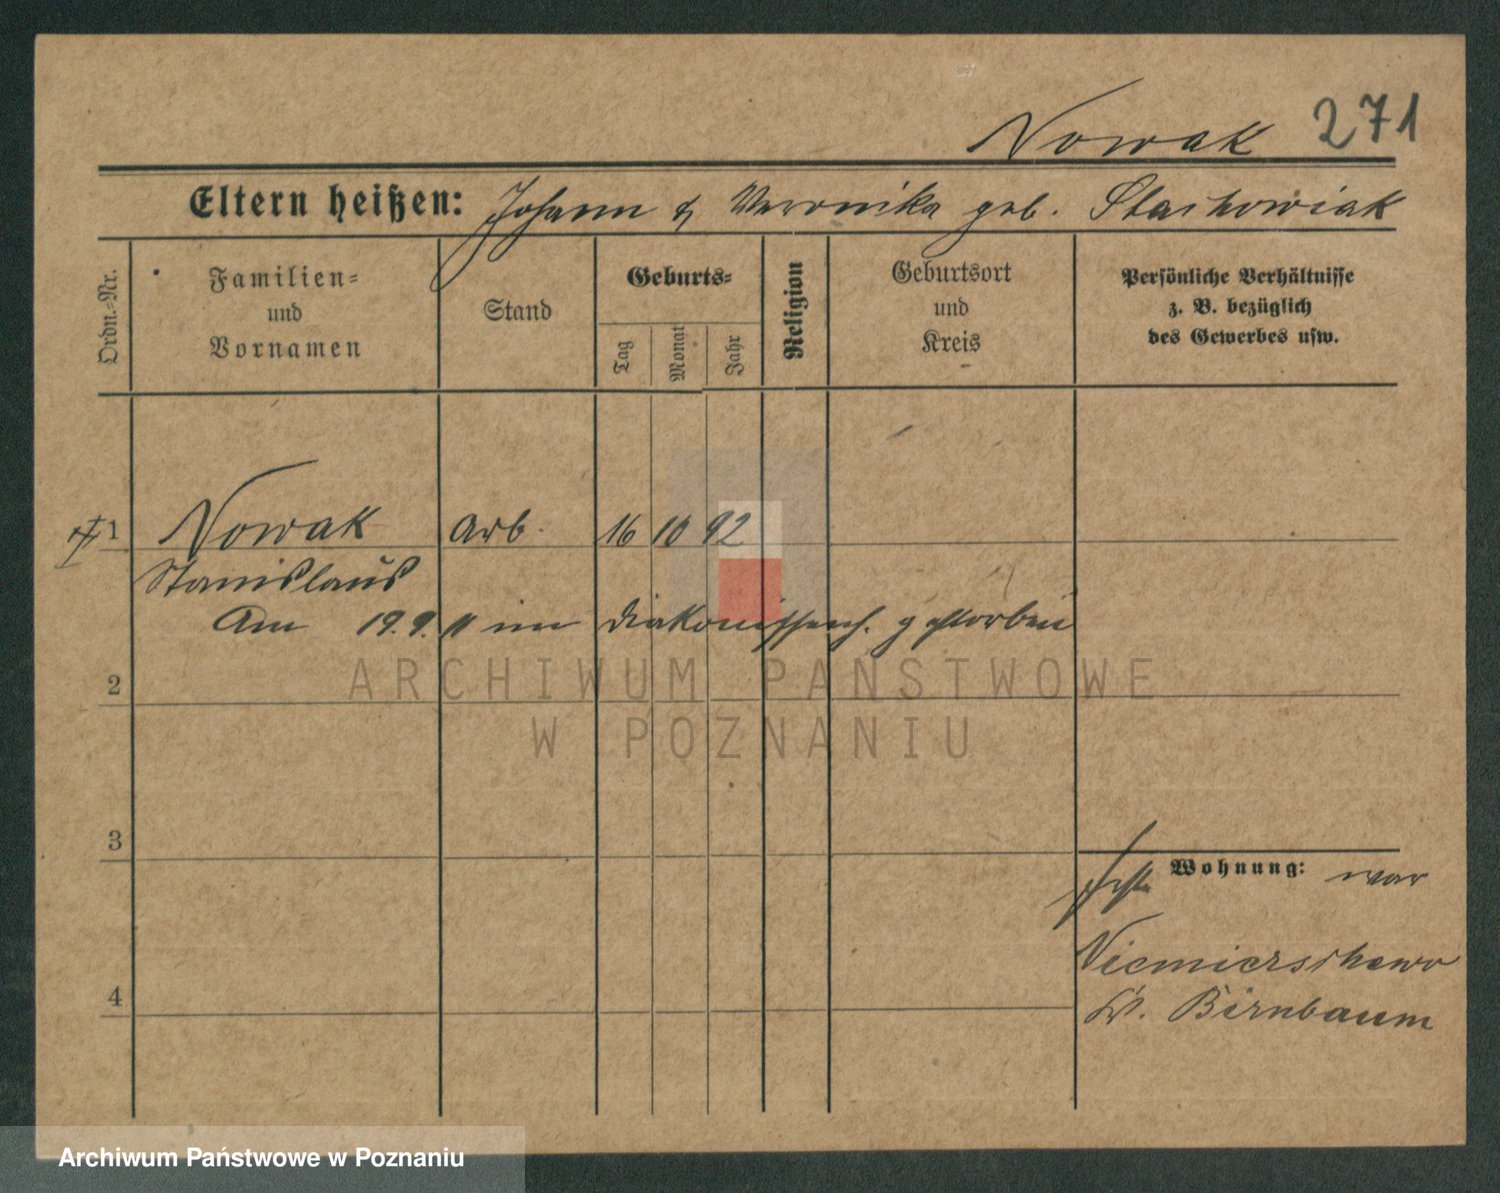 Nowak 271
Eltern heißen: Johann & Veronika geb. Stachowiak
Ordn.-Nr.
Familien-
und
Vornamen
Stand
Geburts-
Tag
Monat
Jahr
Religion
Geburtsort
und
Kreis
Persönliche Verhältnisse
z. B. bezüglich
des Gewerbes usw.
1 Nowak Arb. 16 10 92
Stanislaus
Am 19.9. 11 im Diakonissenh. gestorben
2
ARCHIWUM PAŃSTWOWE
W POZNANIU
3
Wohnung: war
4
Kr. Birnbaum
Archiwum Państwowe w Poznaniu